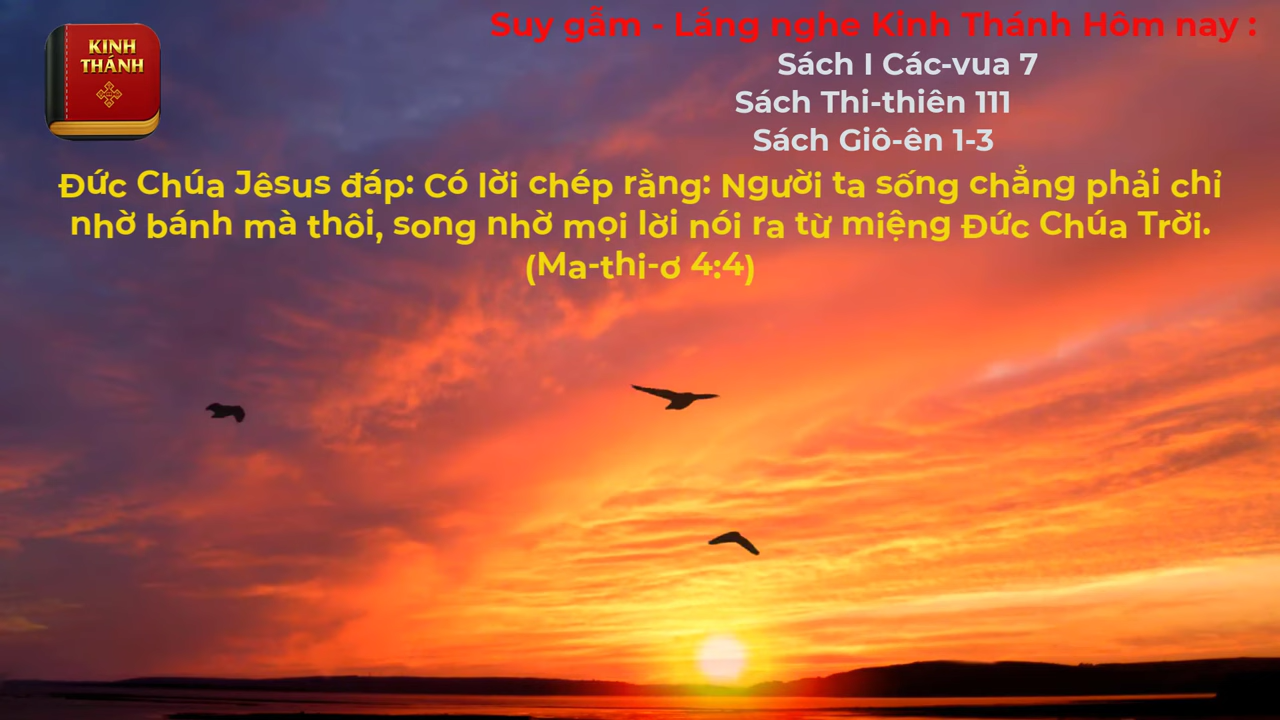 Suy gẫm - Lắng nghe Kinh Thánh Hôm nay :
KINH
THÁNH
Sách I Các-vua 7
Sách Thi-thiên 111
Sách Giô-ên 1-3
Đức Chúa Jêsus đáp: Có lời chép rằng: Người ta sống chẳng phải chỉ
nhờ bánh mà thôi, song nhờ mọi lời nói ra từ miệng Đức Chúa Trời.
(Ma-thi-ơ 4:4)